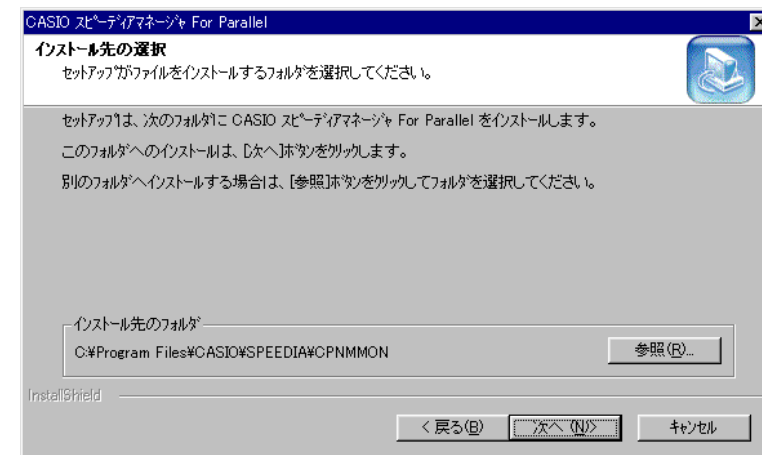 CASIO スピーディアマネージャ For Parallel
インストール先の選択
セットアップがファイルをインストールするフォルダを選択してください。
セットアップは、次のフォルダに CASIO スピーディアマネージャ For Parallel をインストールします。
このフォルダへのインストールは、[次へ]ボタンをクリックします。
別のフォルダへインストールする場合は、[参照]ボタンをクリックしてフォルダを選択してください。
インストール先のフォルダ
C:¥Program Files¥CASIO¥SPEEDIA¥CPNMMON
参照(R)...
InstallShield
< 戻る(B) 次へ (N)> キャンセル